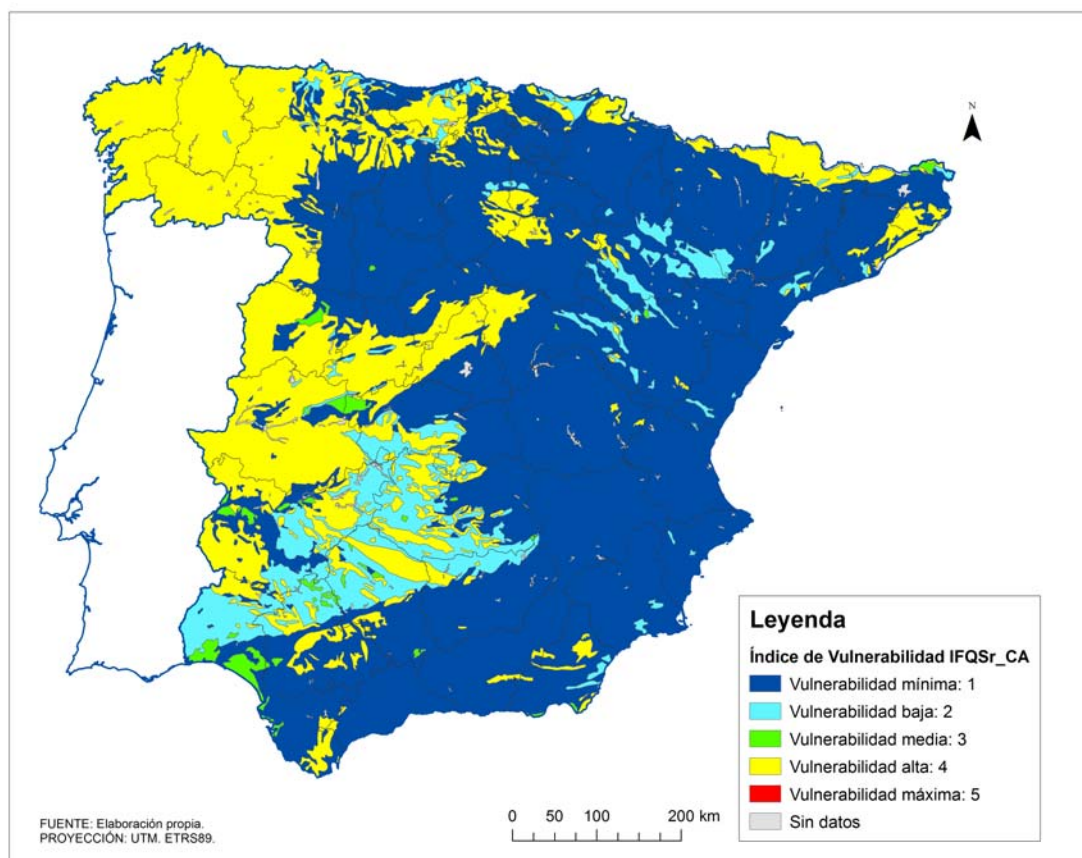 N
Leyenda
Índice de Vulnerabilidad IFQSr_CA
Vulnerabilidad mínima: 1
Vulnerabilidad baja: 2
Vulnerabilidad media: 3
Vulnerabilidad alta: 4
Vulnerabilidad máxima: 5
Sin datos
FUENTE: Elaboración propia.
PROYECCIÓN: UTM. ETRS89.
0 50 100 200 km